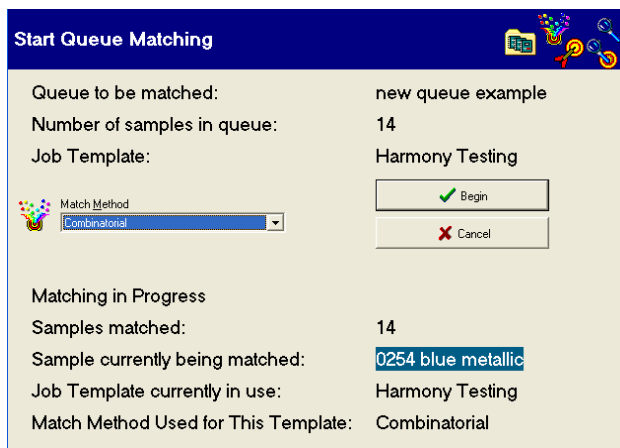 Start Queue Matching
Queue to be matched: new queue example
Number of samples in queue: 14
Job Template: Harmony Testing
Match Method
Combinatorial
Begin
Cancel
Matching in Progress
Samples matched: 14
Sample currently being matched: 0254 blue metallic
Job Template currently in use: Harmony Testing
Match Method Used for This Template: Combinatorial